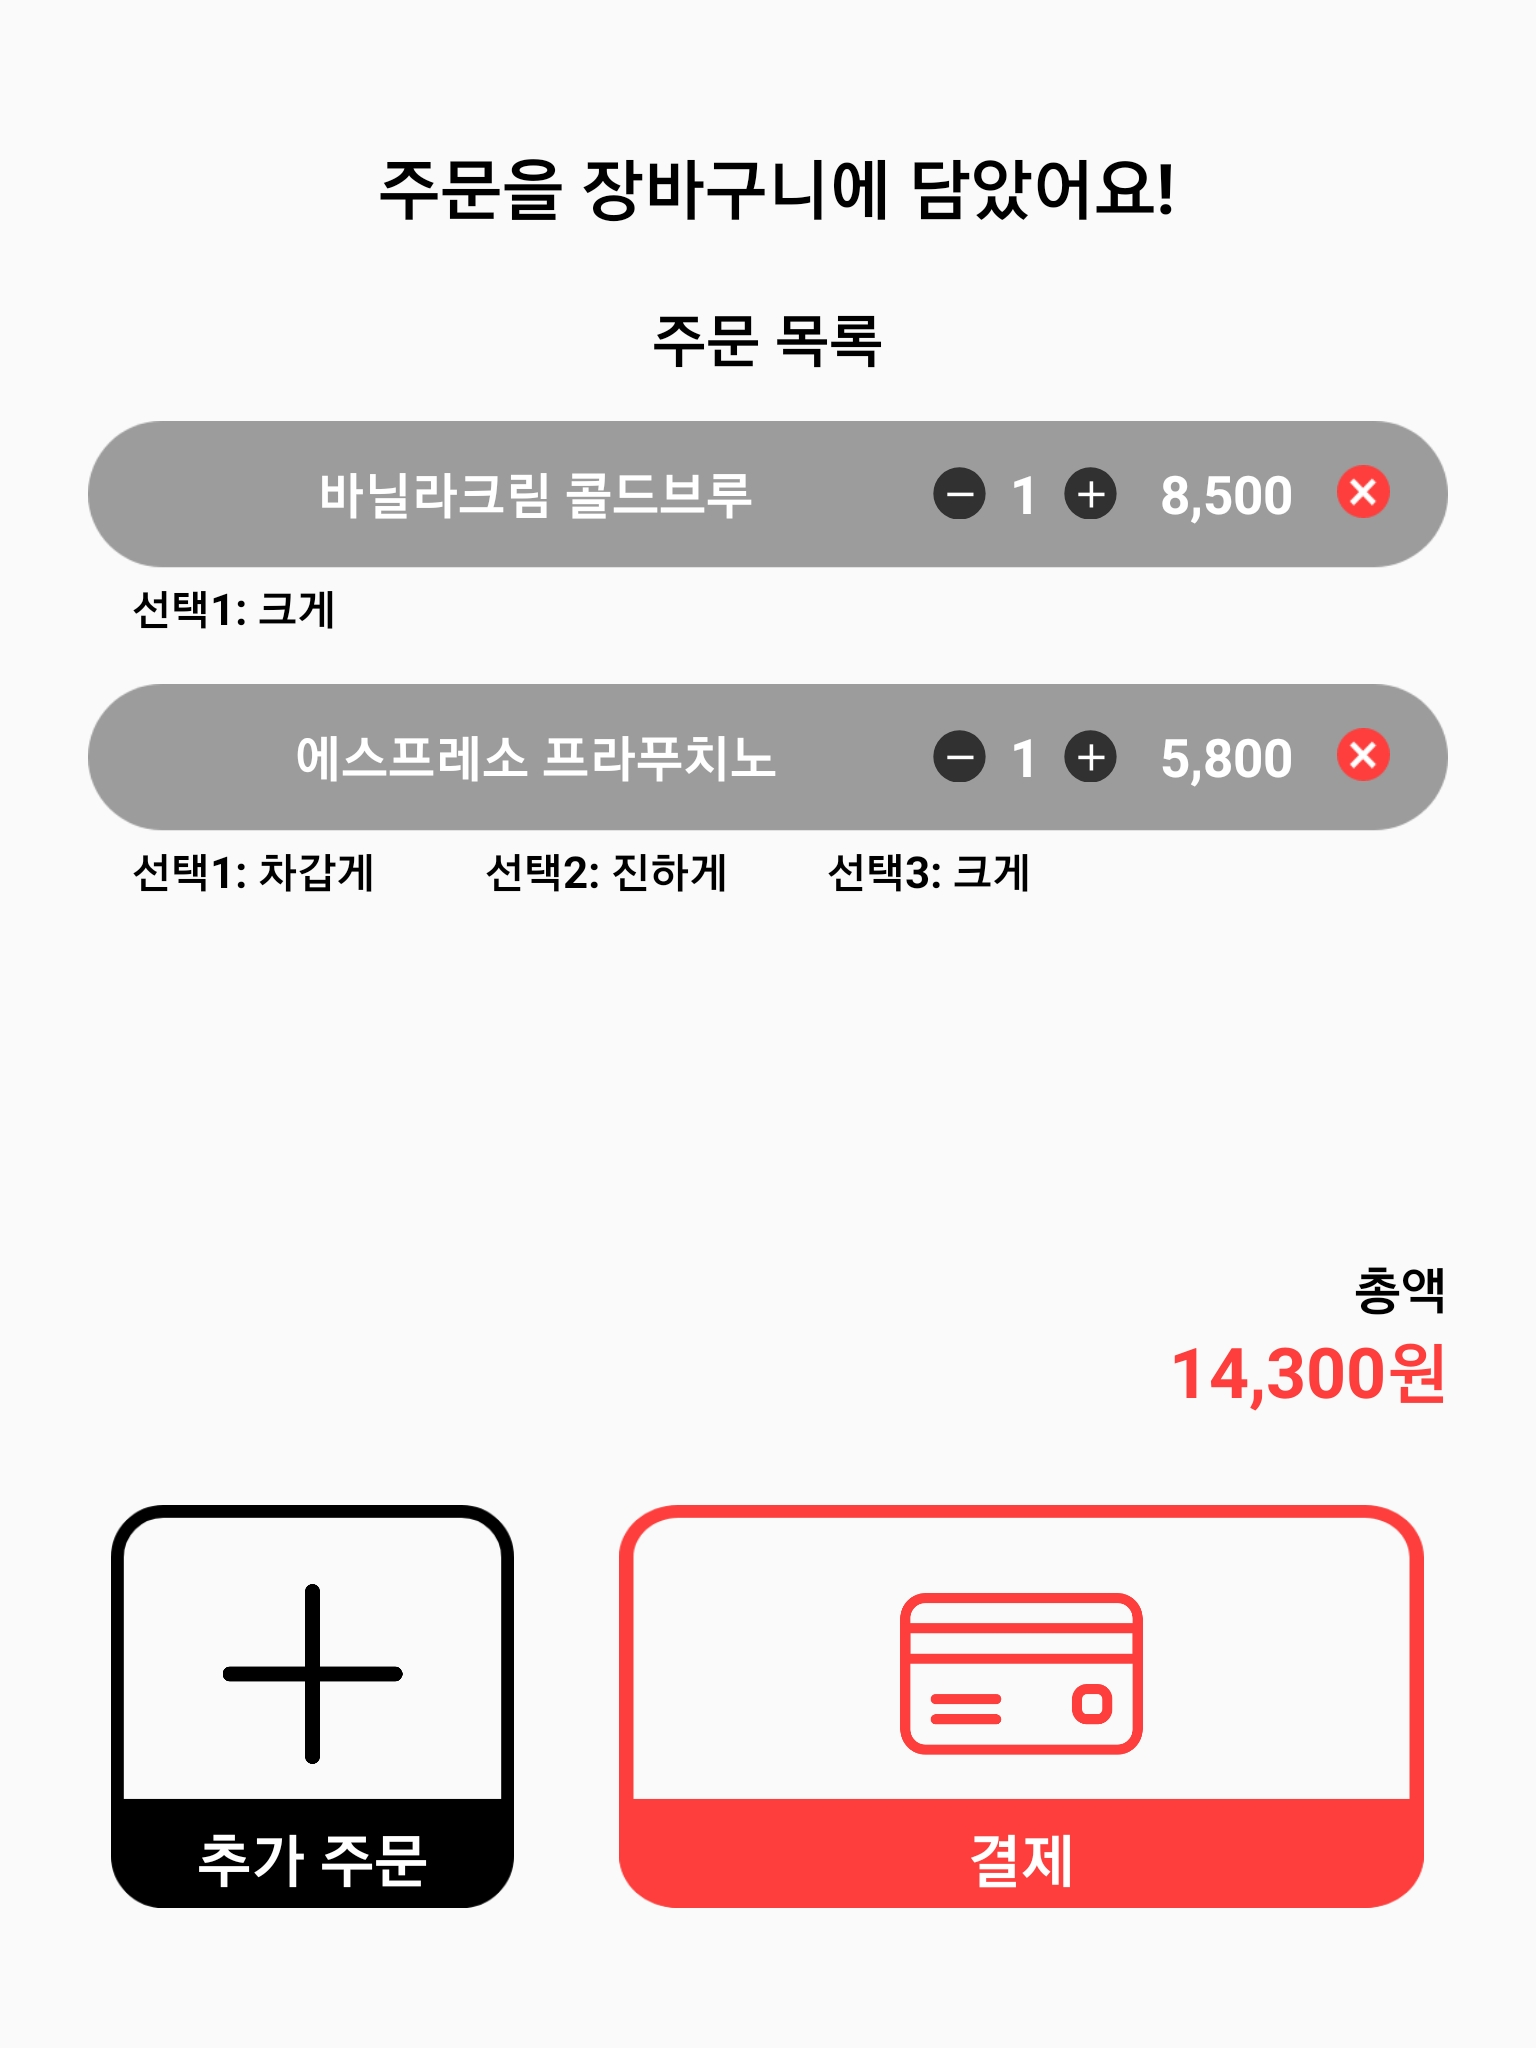 주문을 장바구니에 담았어요!
주문 목록
바닐라크림 콜드브루 1 8,500
선택1: 크게
에스프레소 프라푸치노 1 5,800
선택1: 차갑게 선택2: 진하게 선택3: 크게
총액
14,300원
추가 주문
결제